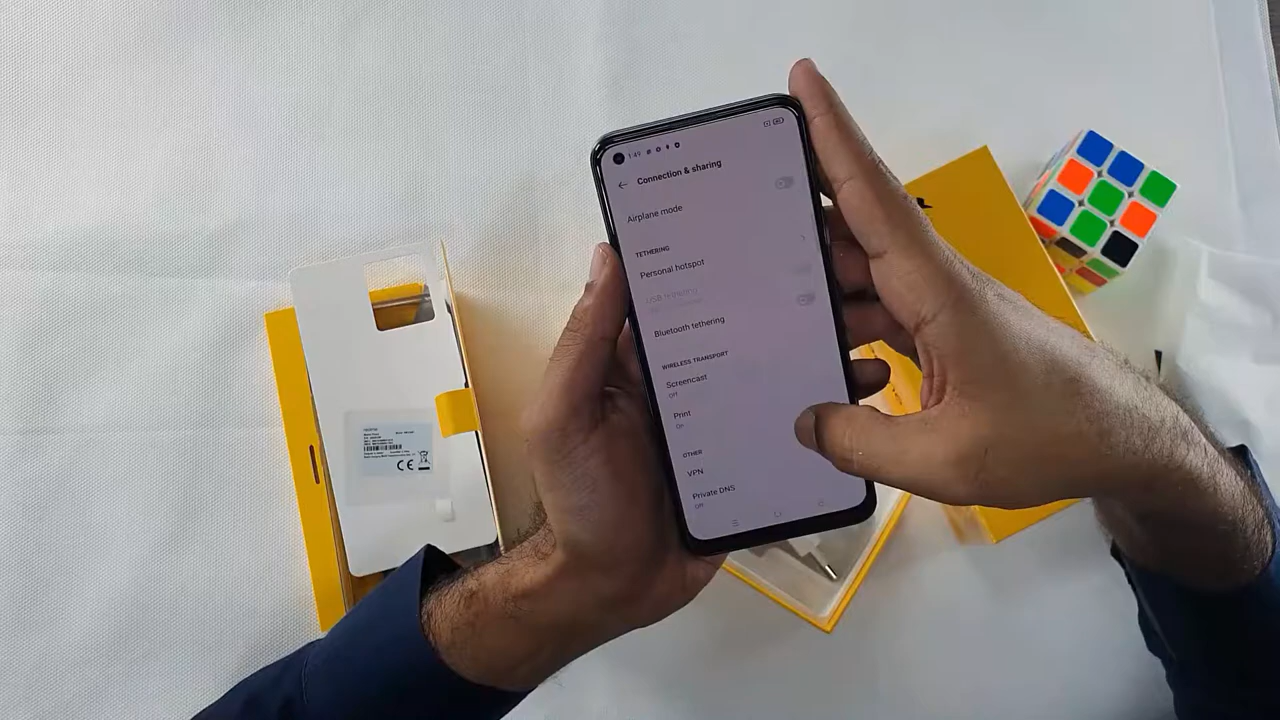 1:49
Connection & sharing
Airplane mode
TETHERING
Personal hotspot
USB tethering
Bluetooth tethering
WIRELESS TRANSPORT
Screencast
Off
Print
On
OTHER
VPN
Private DNS
Off
CE